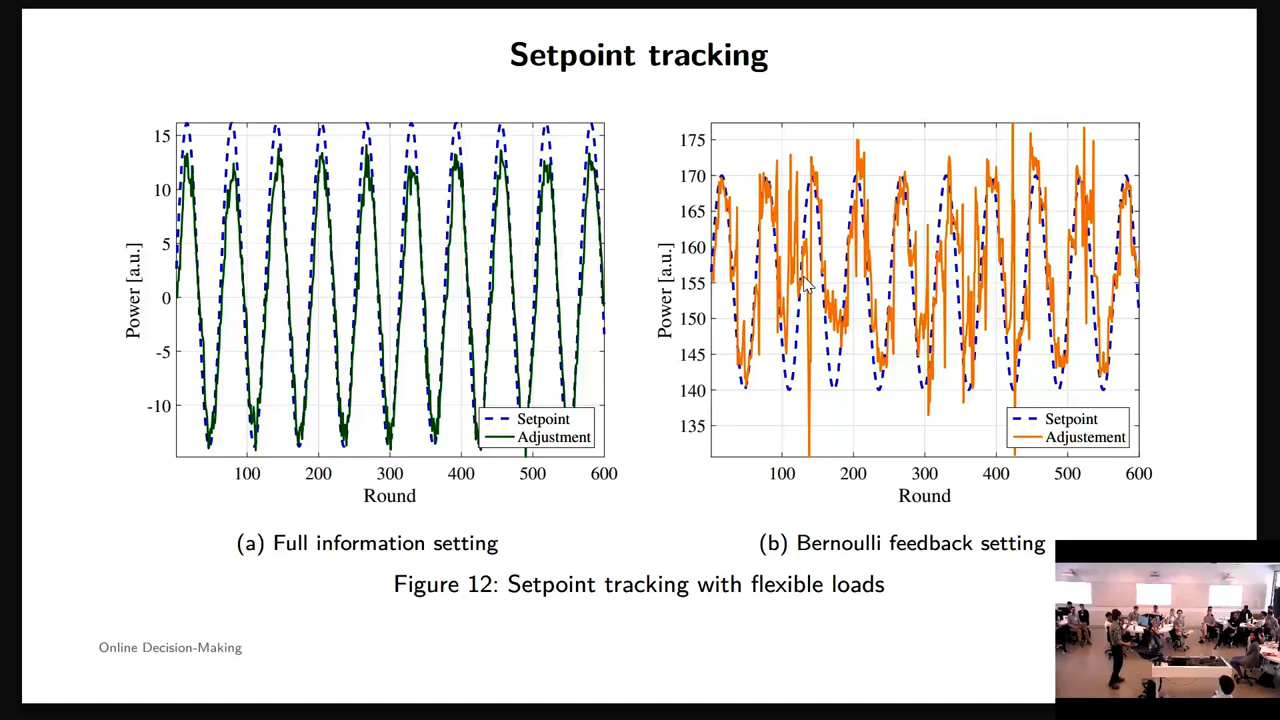 Setpoint tracking
15
10
5
0
-5
-10
100
200
300
400
500
600
Power [a.u.]
Round
Setpoint
Adjustment
175
170
165
160
155
150
145
140
135
100
200
300
400
500
600
Power [a.u.]
Round
Setpoint
Adjustement
(a) Full information setting
(b) Bernoulli feedback setting
Figure 12: Setpoint tracking with flexible loads
Online Decision-Making